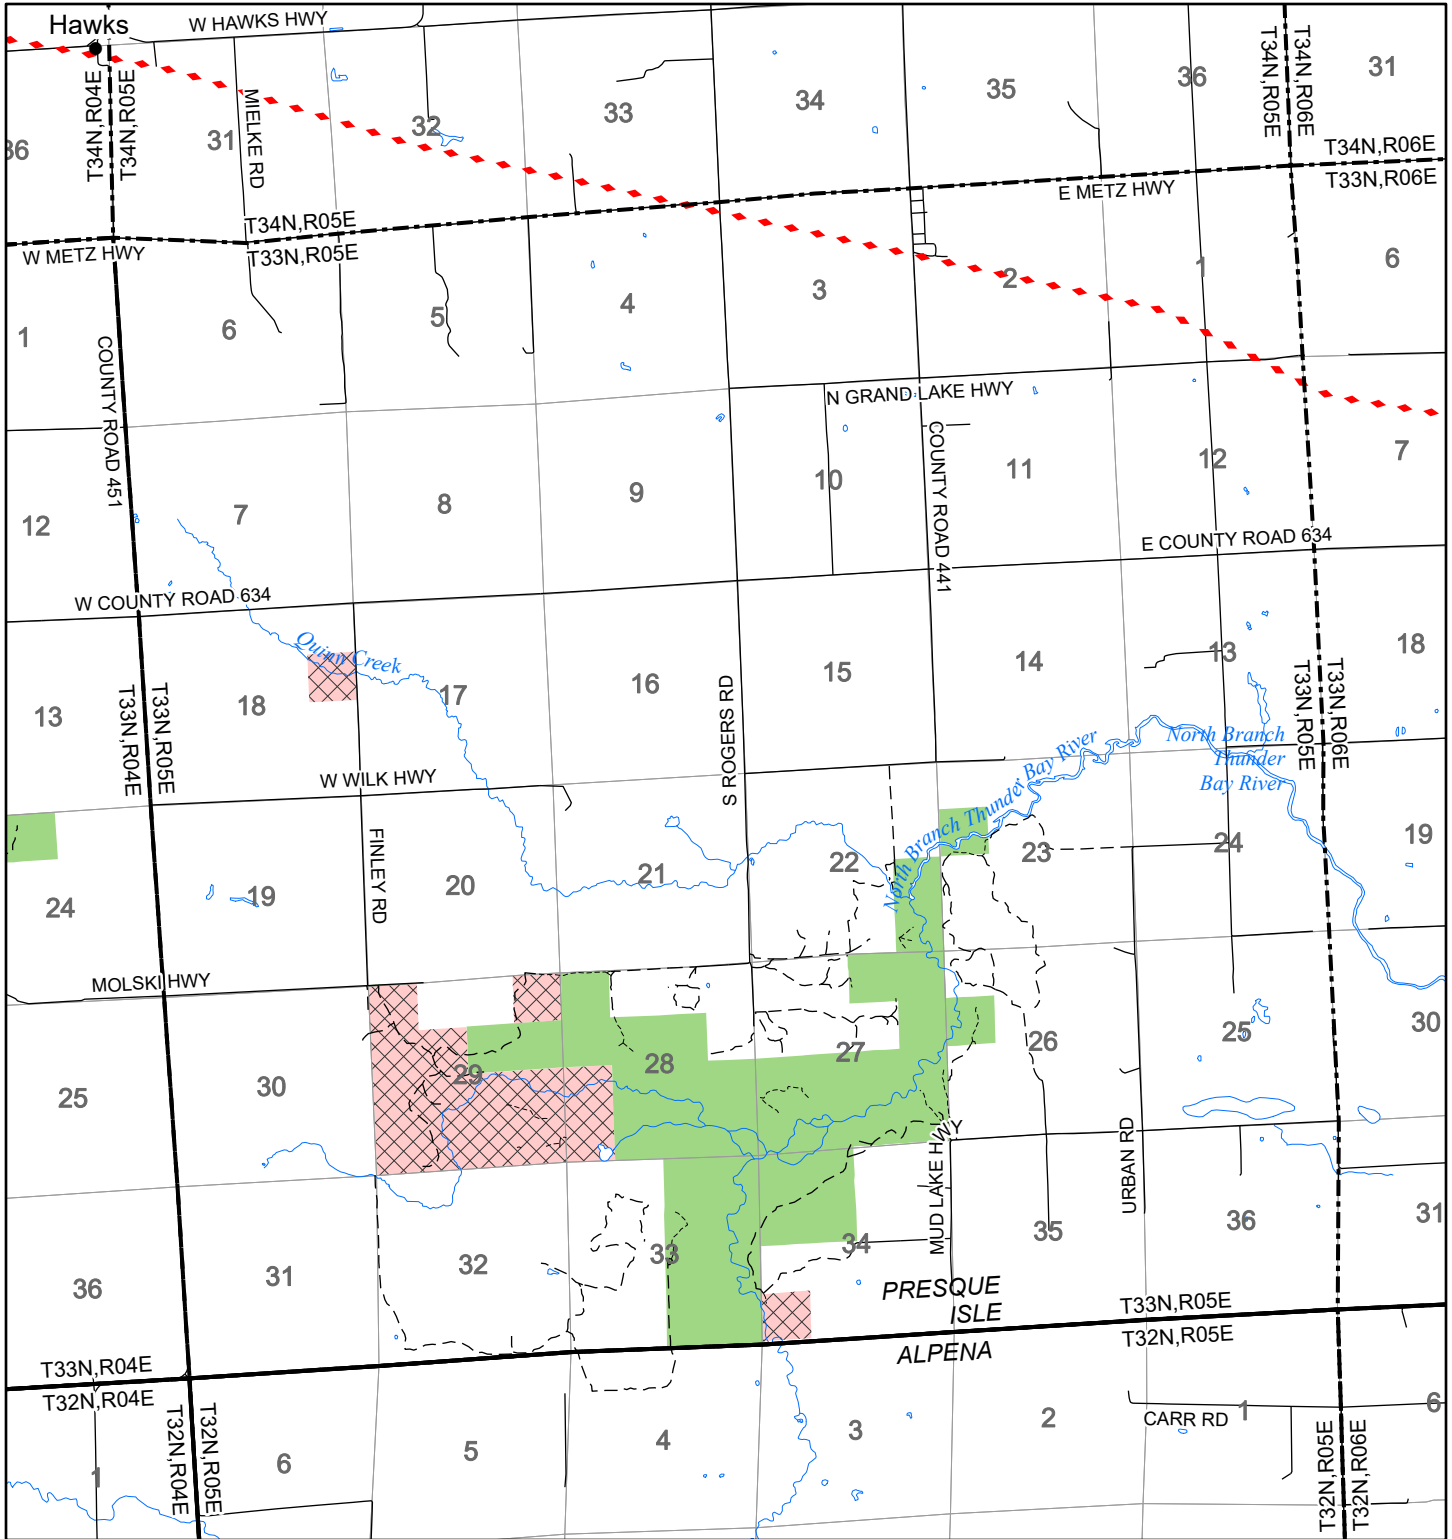 Hawks
W HAWKS HWY
T34N,R04E
T34N,R05E
MIELKE RD
36
31
32
33
34
35
36
31
T34N,R05E
T34N,R06E
T34N,R06E
T33N,R06E
E METZ HWY
T34N,R05E
T33N,R05E
W METZ HWY
1
6
5
4
3
2
1
6
COUNTY ROAD 451
N GRAND LAKE HWY
COUNTY ROAD 441
12
7
8
9
10
11
12
7
E COUNTY ROAD 634
W COUNTY ROAD 634
Quinn Creek
13
18
17
16
15
14
13
18
T33N,R04E
T33N,R05E
S ROGERS RD
T33N,R05E
T33N,R06E
North Branch
Thunder
Bay River
North Branch Thunder Bay River
W WILK HWY
FINLEY RD
24
19
20
21
22
23
24
19
MOLSKI HWY
25
30
29
28
27
26
25
30
MUD LAKE HWY
URBAN RD
36
31
32
33
34
35
36
31
PRESQUE
ISLE
ALPENA
T33N,R05E
T32N,R05E
T33N,R04E
T32N,R04E
T32N,R04E
T32N,R05E
1
6
5
4
3
2
1
6
CARR RD
T32N,R05E
T32N,R06E